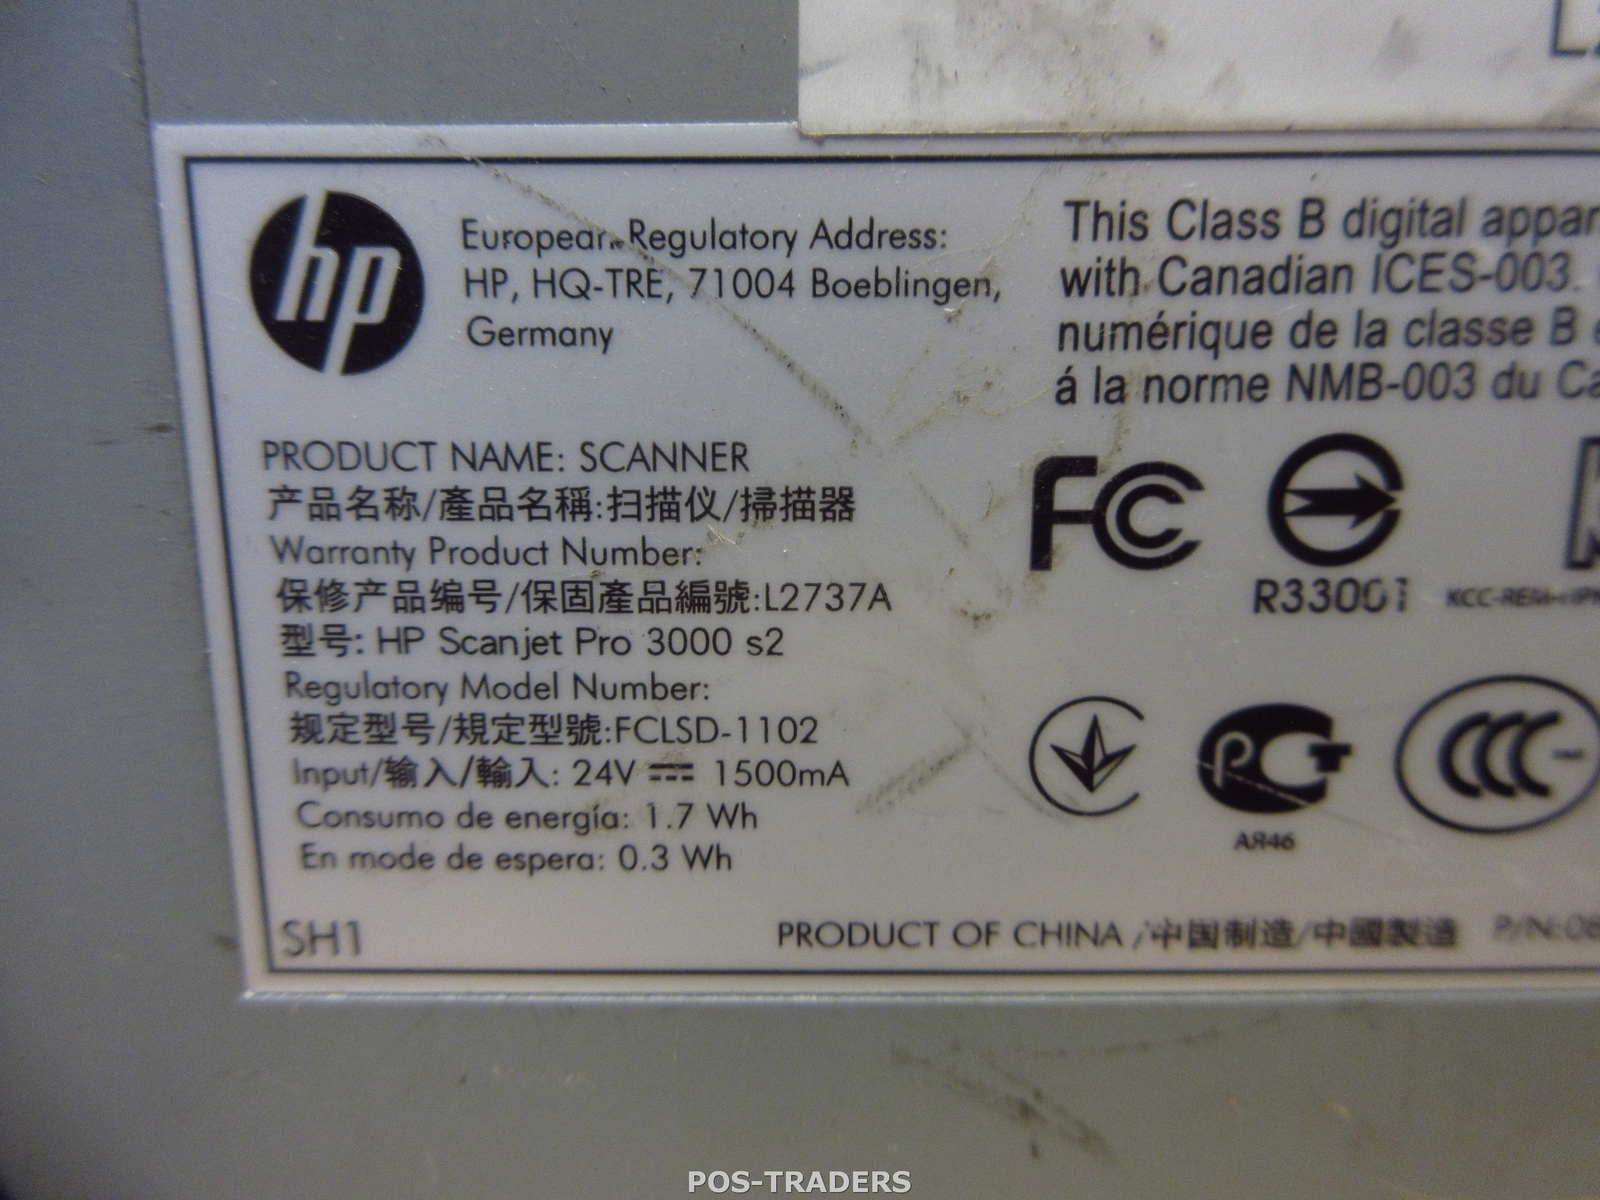 hp
European Regulatory Address:
HP, HQ-TRE, 71004 Boeblingen,
Germany
This Class B digital
with Canadian ICES-003.
numérique de la classe B
á la norme NMB-003 du
PRODUCT NAME: SCANNER
产品名称/產品名稱:扫描仪/掃描器
Warranty Product Number:
保修产品编号/保固產品編號:L2737A
型号: HP Scanjet Pro 3000 s2
Regulatory Model Number:
规定型号/規定型號:FCLSD-1102
Input/输入/輸入: 24V 1500mA
Consumo de energía: 1.7 Wh
En mode de espera: 0.3 Wh
FC
R33001
PCT
CCC
АЯ46
SH1
PRODUCT OF CHINA /中国制造/中國製造
POS-TRADERS